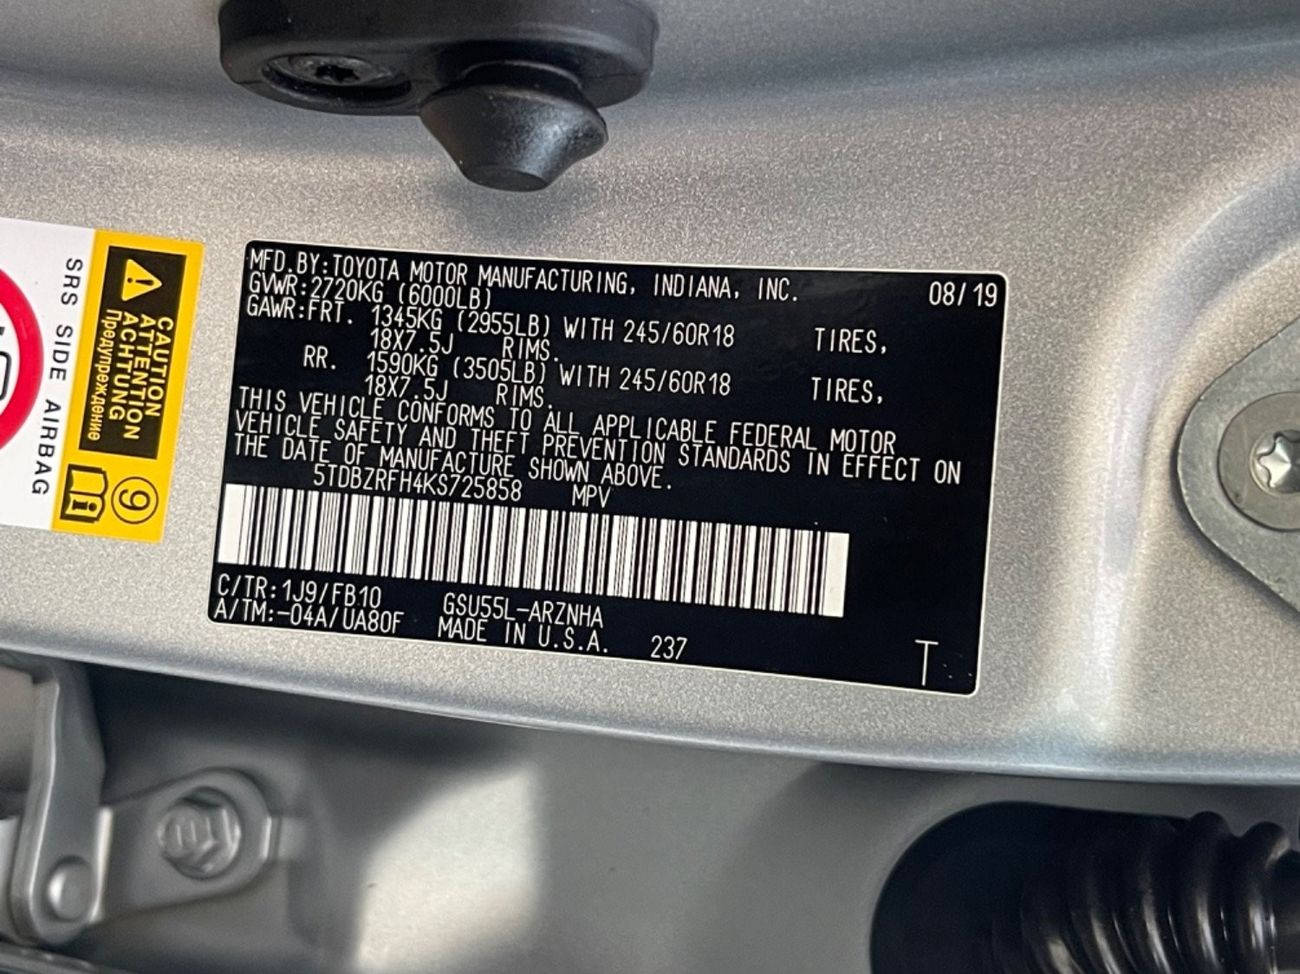 SRS SIDE AIRBAG
CAUTION
ATTENTION
ACHTUNG
Предупреждение
9
MFD.BY:TOYOTA MOTOR MANUFACTURING, INDIANA, INC. 08/19
GVWR:2720KG (6000LB)
GAWR:FRT. 1345KG (2955LB) WITH 245/60R18 TIRES,
18X7.5J RIMS.
RR. 1590KG (3505LB) WITH 245/60R18 TIRES,
18X7.5J RIMS.
THIS VEHICLE CONFORMS TO ALL APPLICABLE FEDERAL MOTOR
VEHICLE SAFETY AND THEFT PREVENTION STANDARDS IN EFFECT ON
THE DATE OF MANUFACTURE SHOWN ABOVE.
5TDBZRFH4KS725858 MPV
C/TR:1J9/FB10 GSU55L-ARZNHA
A/TM:-04A/UA80F MADE IN U.S.A. 237 T